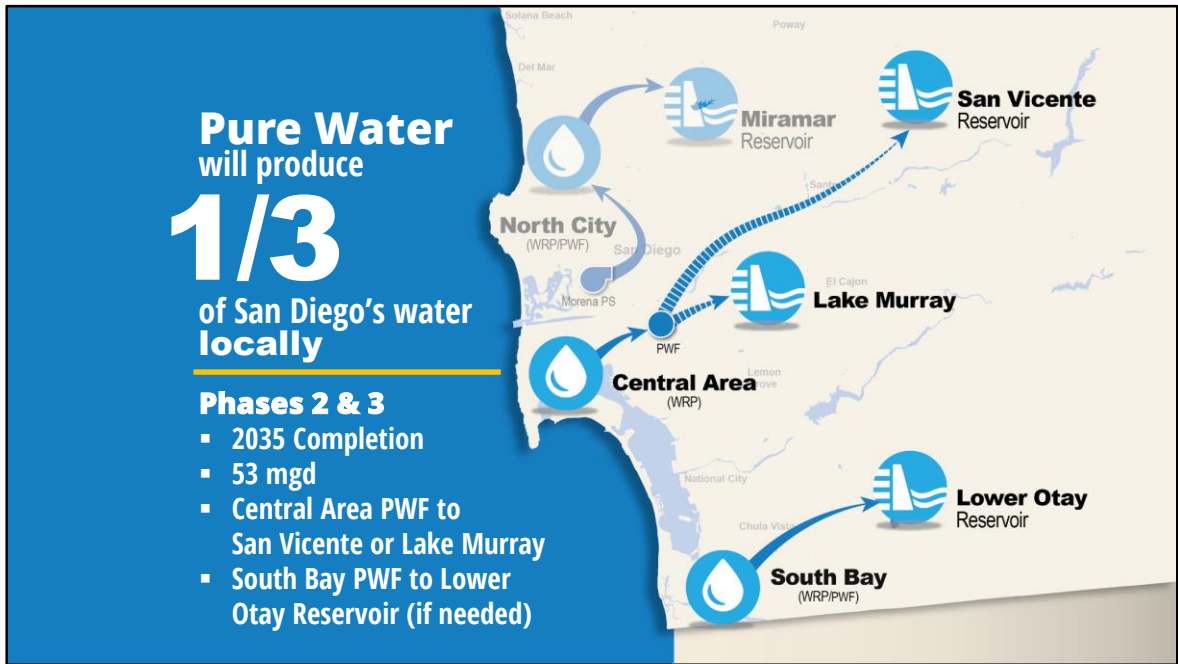 Pure Water
will produce
1/3
of San Diego's water
locally
Phases 2 & 3
▪ 2035 Completion
▪ 53 mgd
▪ Central Area PWF to
San Vicente or Lake Murray
▪ South Bay PWF to Lower
Otay Reservoir (if needed)
Solana Beach
Poway
Del Mar
Miramar
Reservoir
San Vicente
Reservoir
North City
(WRP/PWF)
San Diego
Morena PS
El Cajon
Lake Murray
PWF
Central Area
(WRP)
Lemon
National City
Lower Otay
Reservoir
Chula Vista
South Bay
(WRP/PWF)